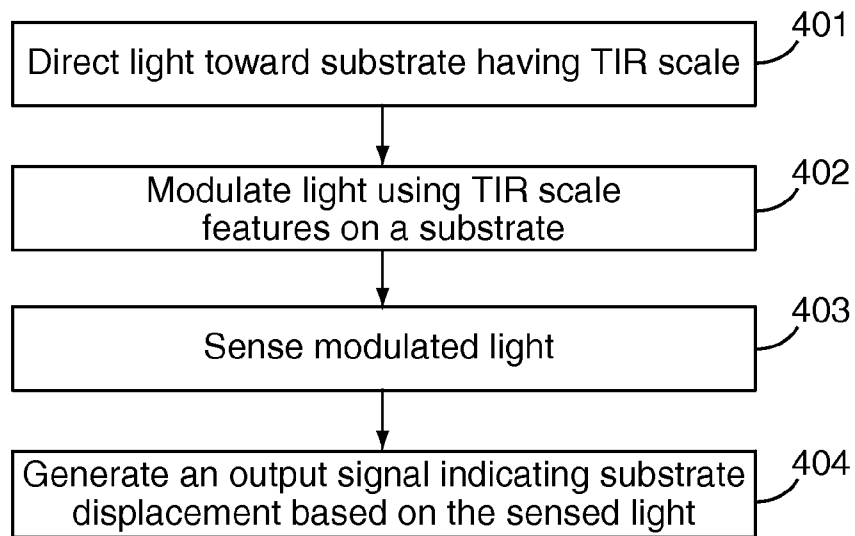 401
Direct light toward substrate having TIR scale
402
Modulate light using TIR scale
features on a substrate
403
Sense modulated light
404
Generate an output signal indicating substrate
displacement based on the sensed light